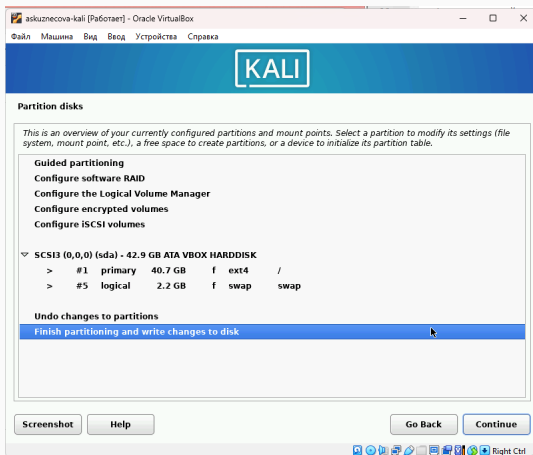 askuznecova-kali [Работает] - Oracle VirtualBox
Файл Машина Вид Ввод Устройства Справка
KALI
Partition disks
This is an overview of your currently configured partitions and mount points. Select a partition to modify its settings (file
system, mount point, etc.), a free space to create partitions, or a device to initialize its partition table.
Guided partitioning
Configure software RAID
Configure the Logical Volume Manager
Configure encrypted volumes
Configure iSCSI volumes
SCSI3 (0,0,0) (sda) - 42.9 GB ATA VBOX HARDDISK
> #1 primary 40.7 GB f ext4 /
> #5 logical 2.2 GB f swap swap
Undo changes to partitions
Finish partitioning and write changes to disk
Screenshot Help Go Back Continue
Right Ctrl